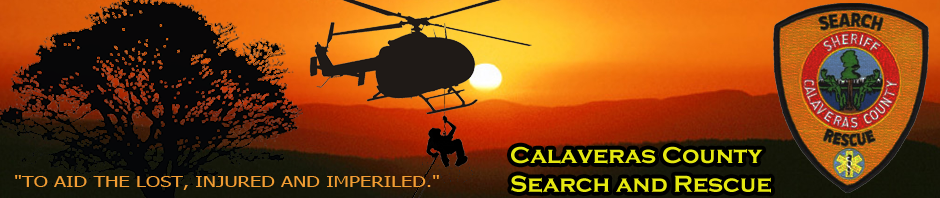 "TO AID THE LOST, INJURED AND IMPERILED."
CALAVERAS COUNTY
SEARCH AND RESCUE
SEARCH
SHERIFF
CALAVERAS COUNTY
RESCUE